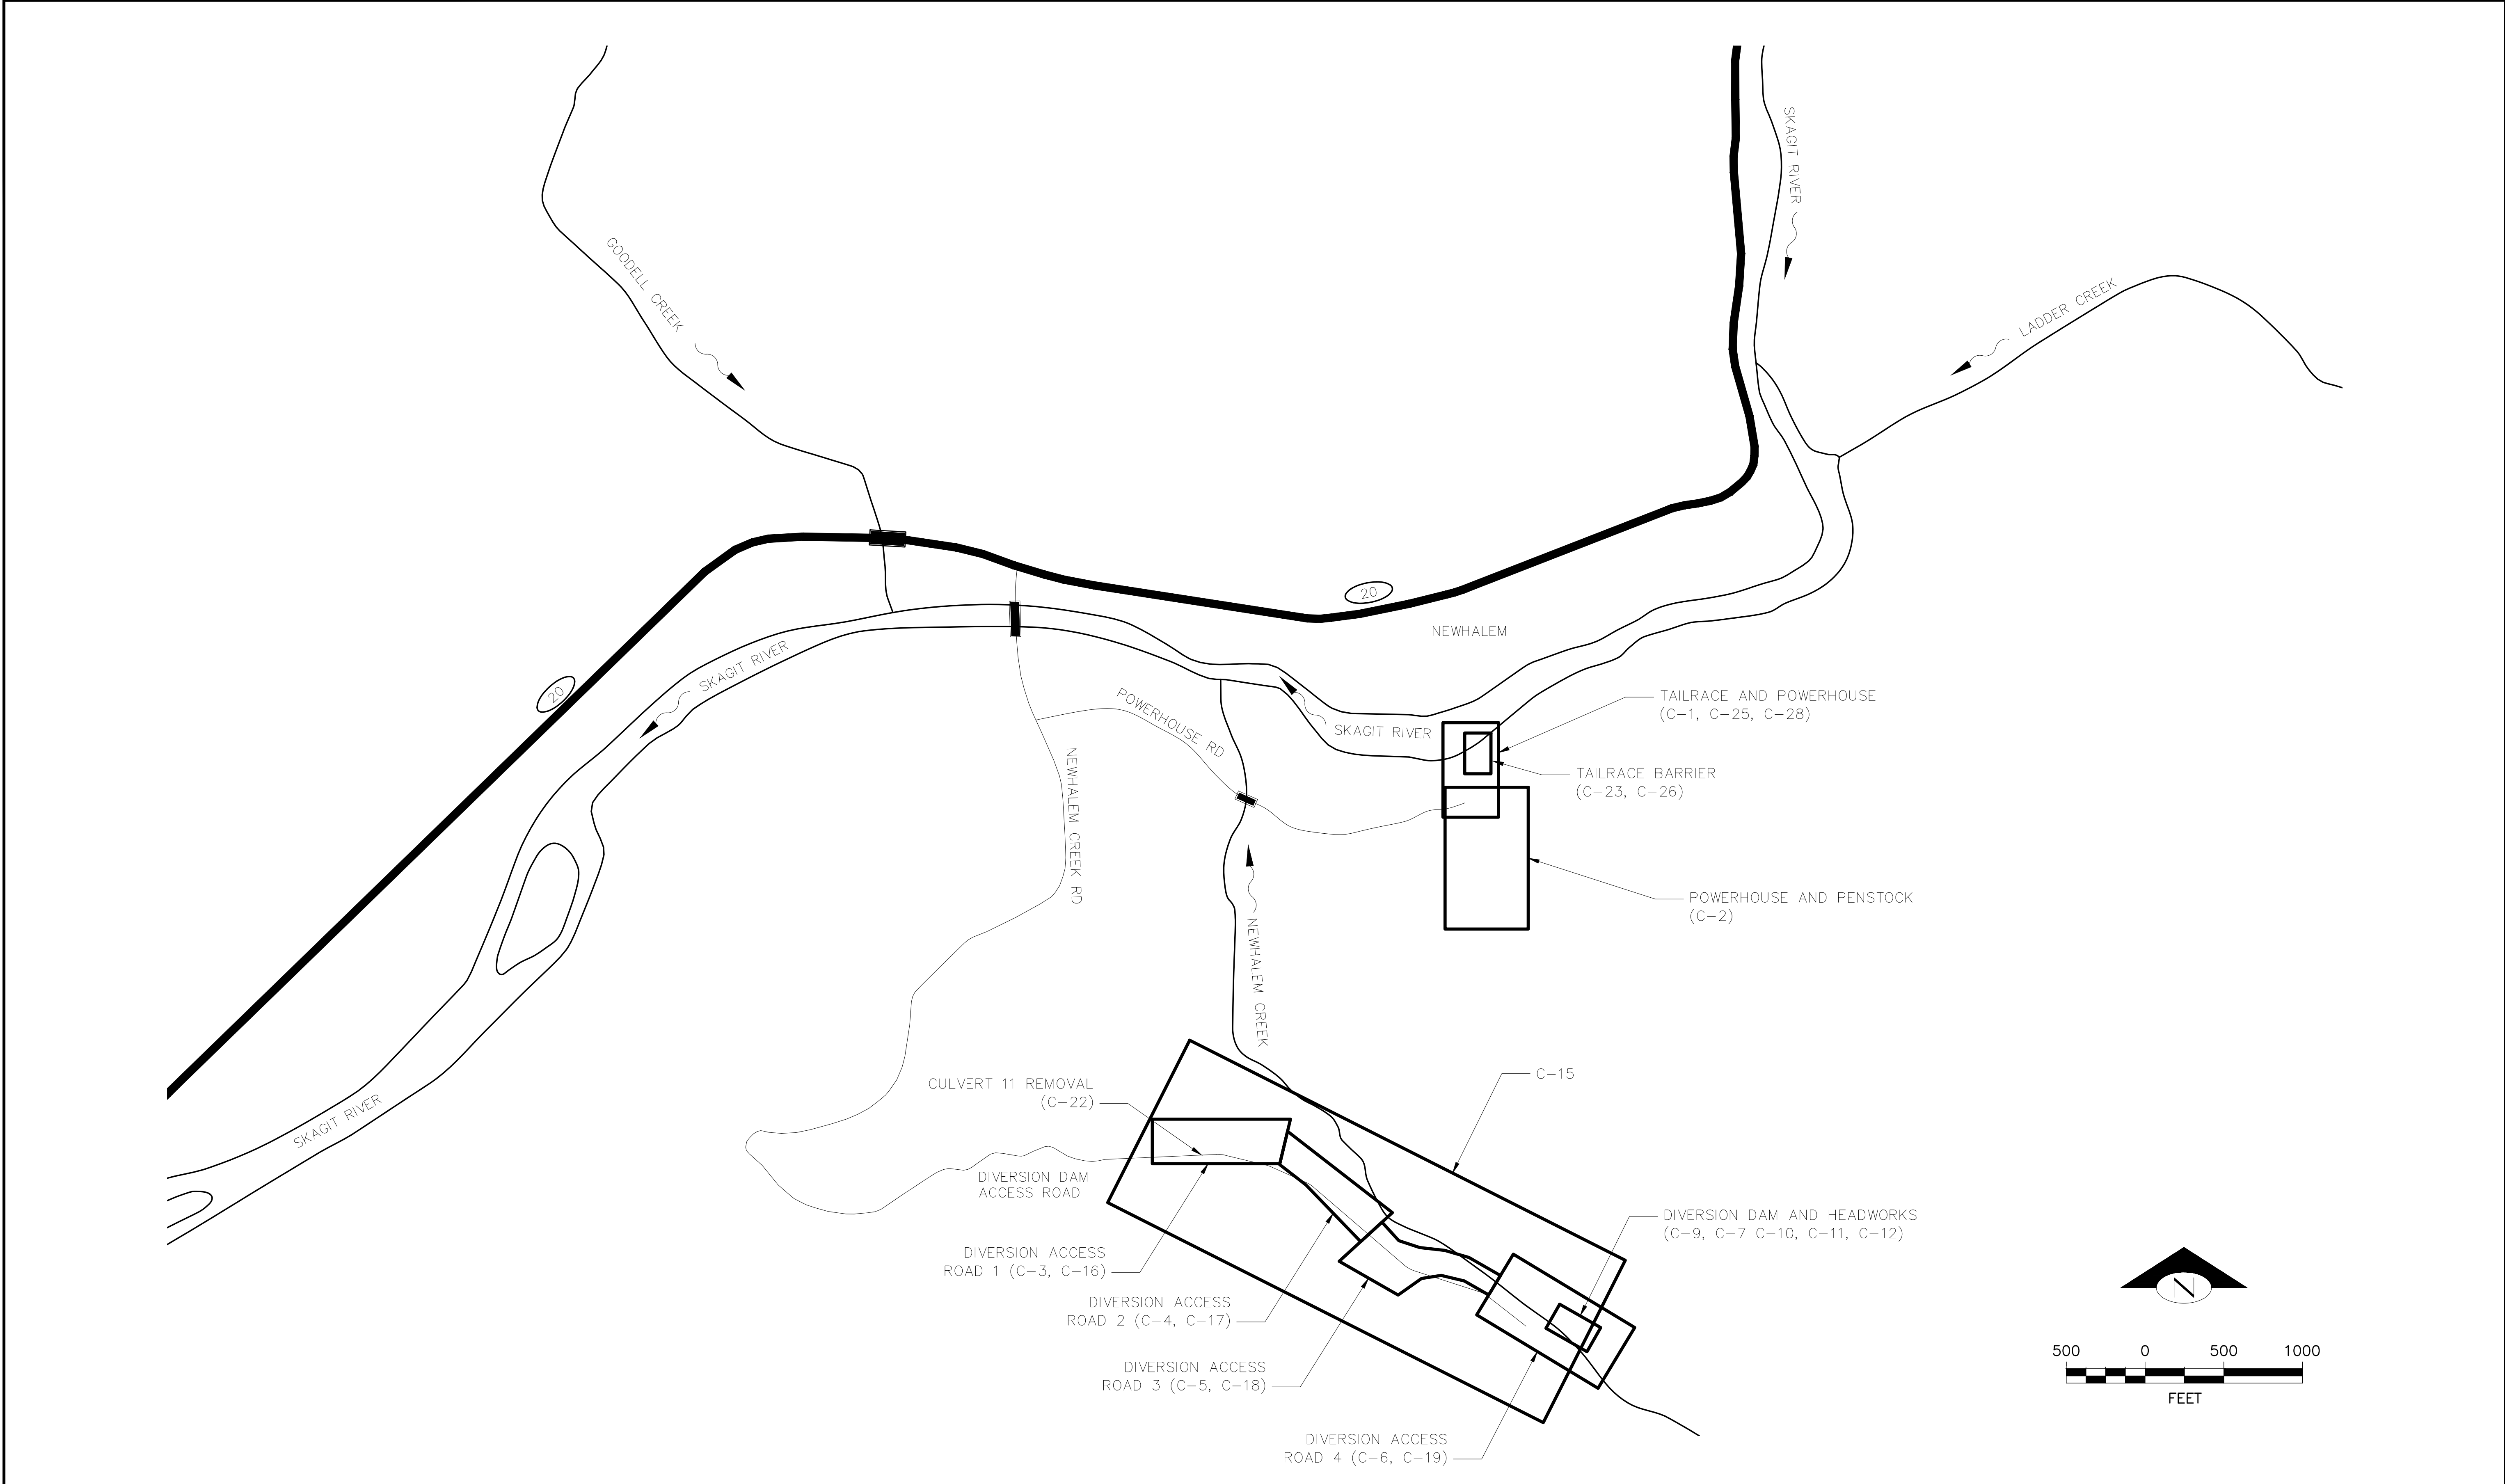 SKAGIT RIVER
GOODELL CREEK
LADDER CREEK
20
NEWHALEM
20
SKAGIT RIVER
POWERHOUSE RD
SKAGIT RIVER
TAILRACE AND POWERHOUSE
(C-1, C-25, C-28)
TAILRACE BARRIER
(C-23, C-26)
NEWHALEM CREEK RD
POWERHOUSE AND PENSTOCK
(C-2)
NEWHALEM CREEK
C-15
CULVERT 11 REMOVAL
(C-22)
SKAGIT RIVER
DIVERSION DAM
ACCESS ROAD
DIVERSION DAM AND HEADWORKS
(C-9, C-7 C-10, C-11, C-12)
DIVERSION ACCESS
ROAD 1 (C-3, C-16)
DIVERSION ACCESS
ROAD 2 (C-4, C-17)
DIVERSION ACCESS
ROAD 3 (C-5, C-18)
DIVERSION ACCESS
ROAD 4 (C-6, C-19)
N
500 0 500 1000
FEET